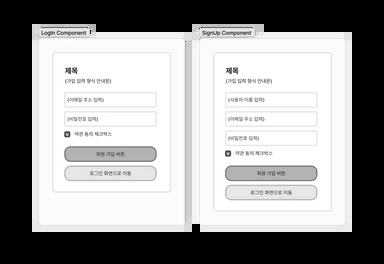 LogIn Component
제목
(가입 입력 형식 안내문)
(이메일 주소 입력)
(비밀번호 입력)
약관 동의 체크박스
회원 가입 버튼
로그인 화면으로 이동
SignUp Component
제목
(가입 입력 형식 안내문)
(사용자 이름 입력)
(이메일 주소 입력)
(비밀번호 입력)
약관 동의 체크박스
회원 가입 버튼
로그인 화면으로 이동